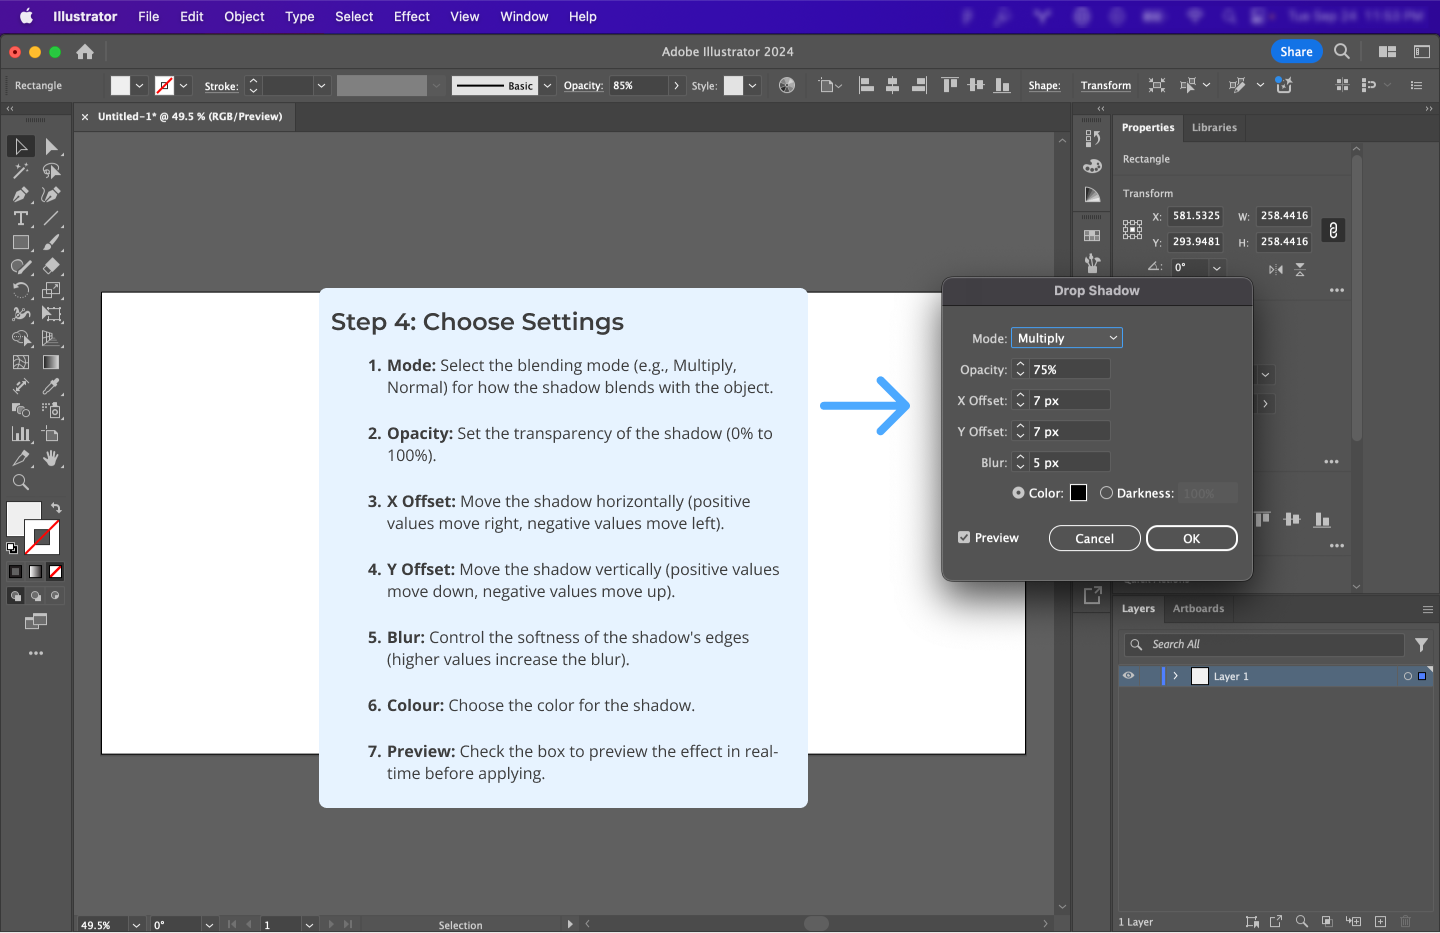 Illustrator File Edit Object Type Select Effect View Window Help
Adobe Illustrator 2024
Share
Rectangle
Stroke:
Basic
Opacity: 85%
Style:
Shape:
Transform
Untitled-1* @ 49.5 % (RGB/Preview)
Properties Libraries
Rectangle
Transform
X: 581.5325 W: 258.4416
Y: 293.9481 H: 258.4416
0°
Step 4: Choose Settings
1. Mode: Select the blending mode (e.g., Multiply,
Normal) for how the shadow blends with the object.
2. Opacity: Set the transparency of the shadow (0% to
100%).
3. X Offset: Move the shadow horizontally (positive
values move right, negative values move left).
4. Y Offset: Move the shadow vertically (positive values
move down, negative values move up).
5. Blur: Control the softness of the shadow's edges
(higher values increase the blur).
6. Colour: Choose the color for the shadow.
7. Preview: Check the box to preview the effect in real-
time before applying.
Drop Shadow
Mode: Multiply
Opacity: 75%
X Offset: 7 px
Y Offset: 7 px
Blur: 5 px
Color: Darkness: 100%
Preview Cancel OK
Quick Actions
Layers Artboards
Search All
Layer 1
1 Layer
49.5% 0° 1 Selection